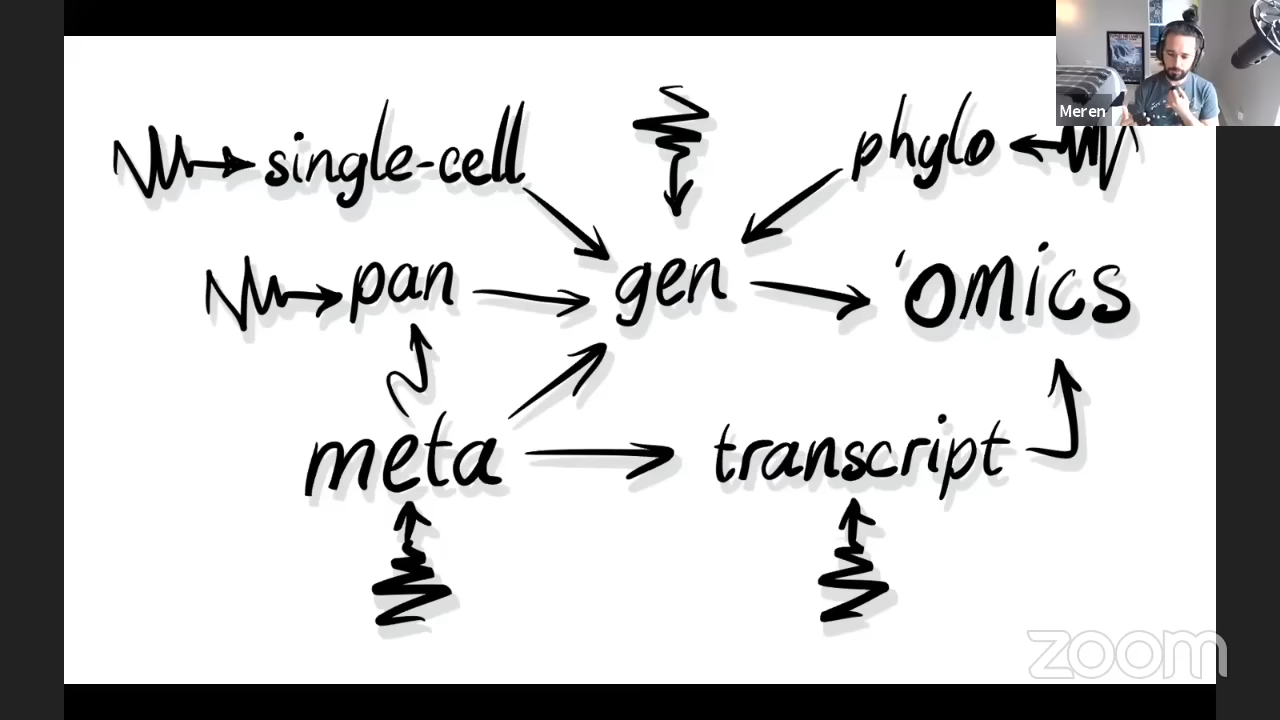 Meren
single-cell
phylo
pan
gen
'omics
meta
transcript
zoom